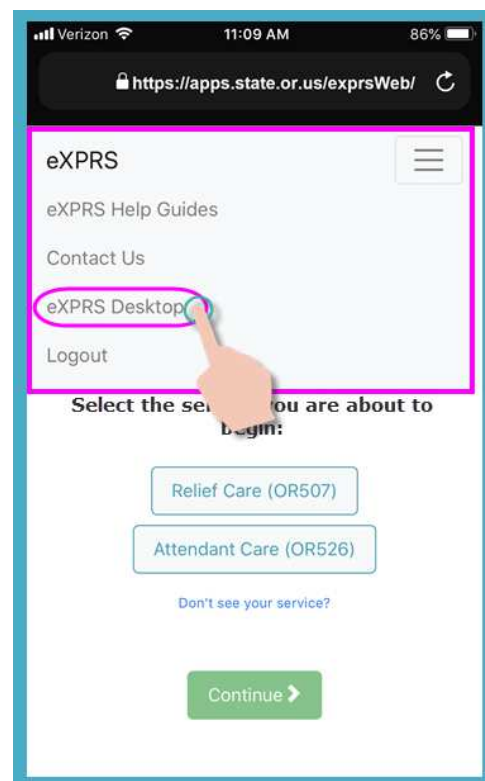 Verizon 11:09 AM 86%
https://apps.state.or.us/exprsWeb/
eXPRS
eXPRS Help Guides
Contact Us
eXPRS Desktop
Logout
Select the you are about to
begin:
Relief Care (OR507)
Attendant Care (OR526)
Don't see your service?
Continue